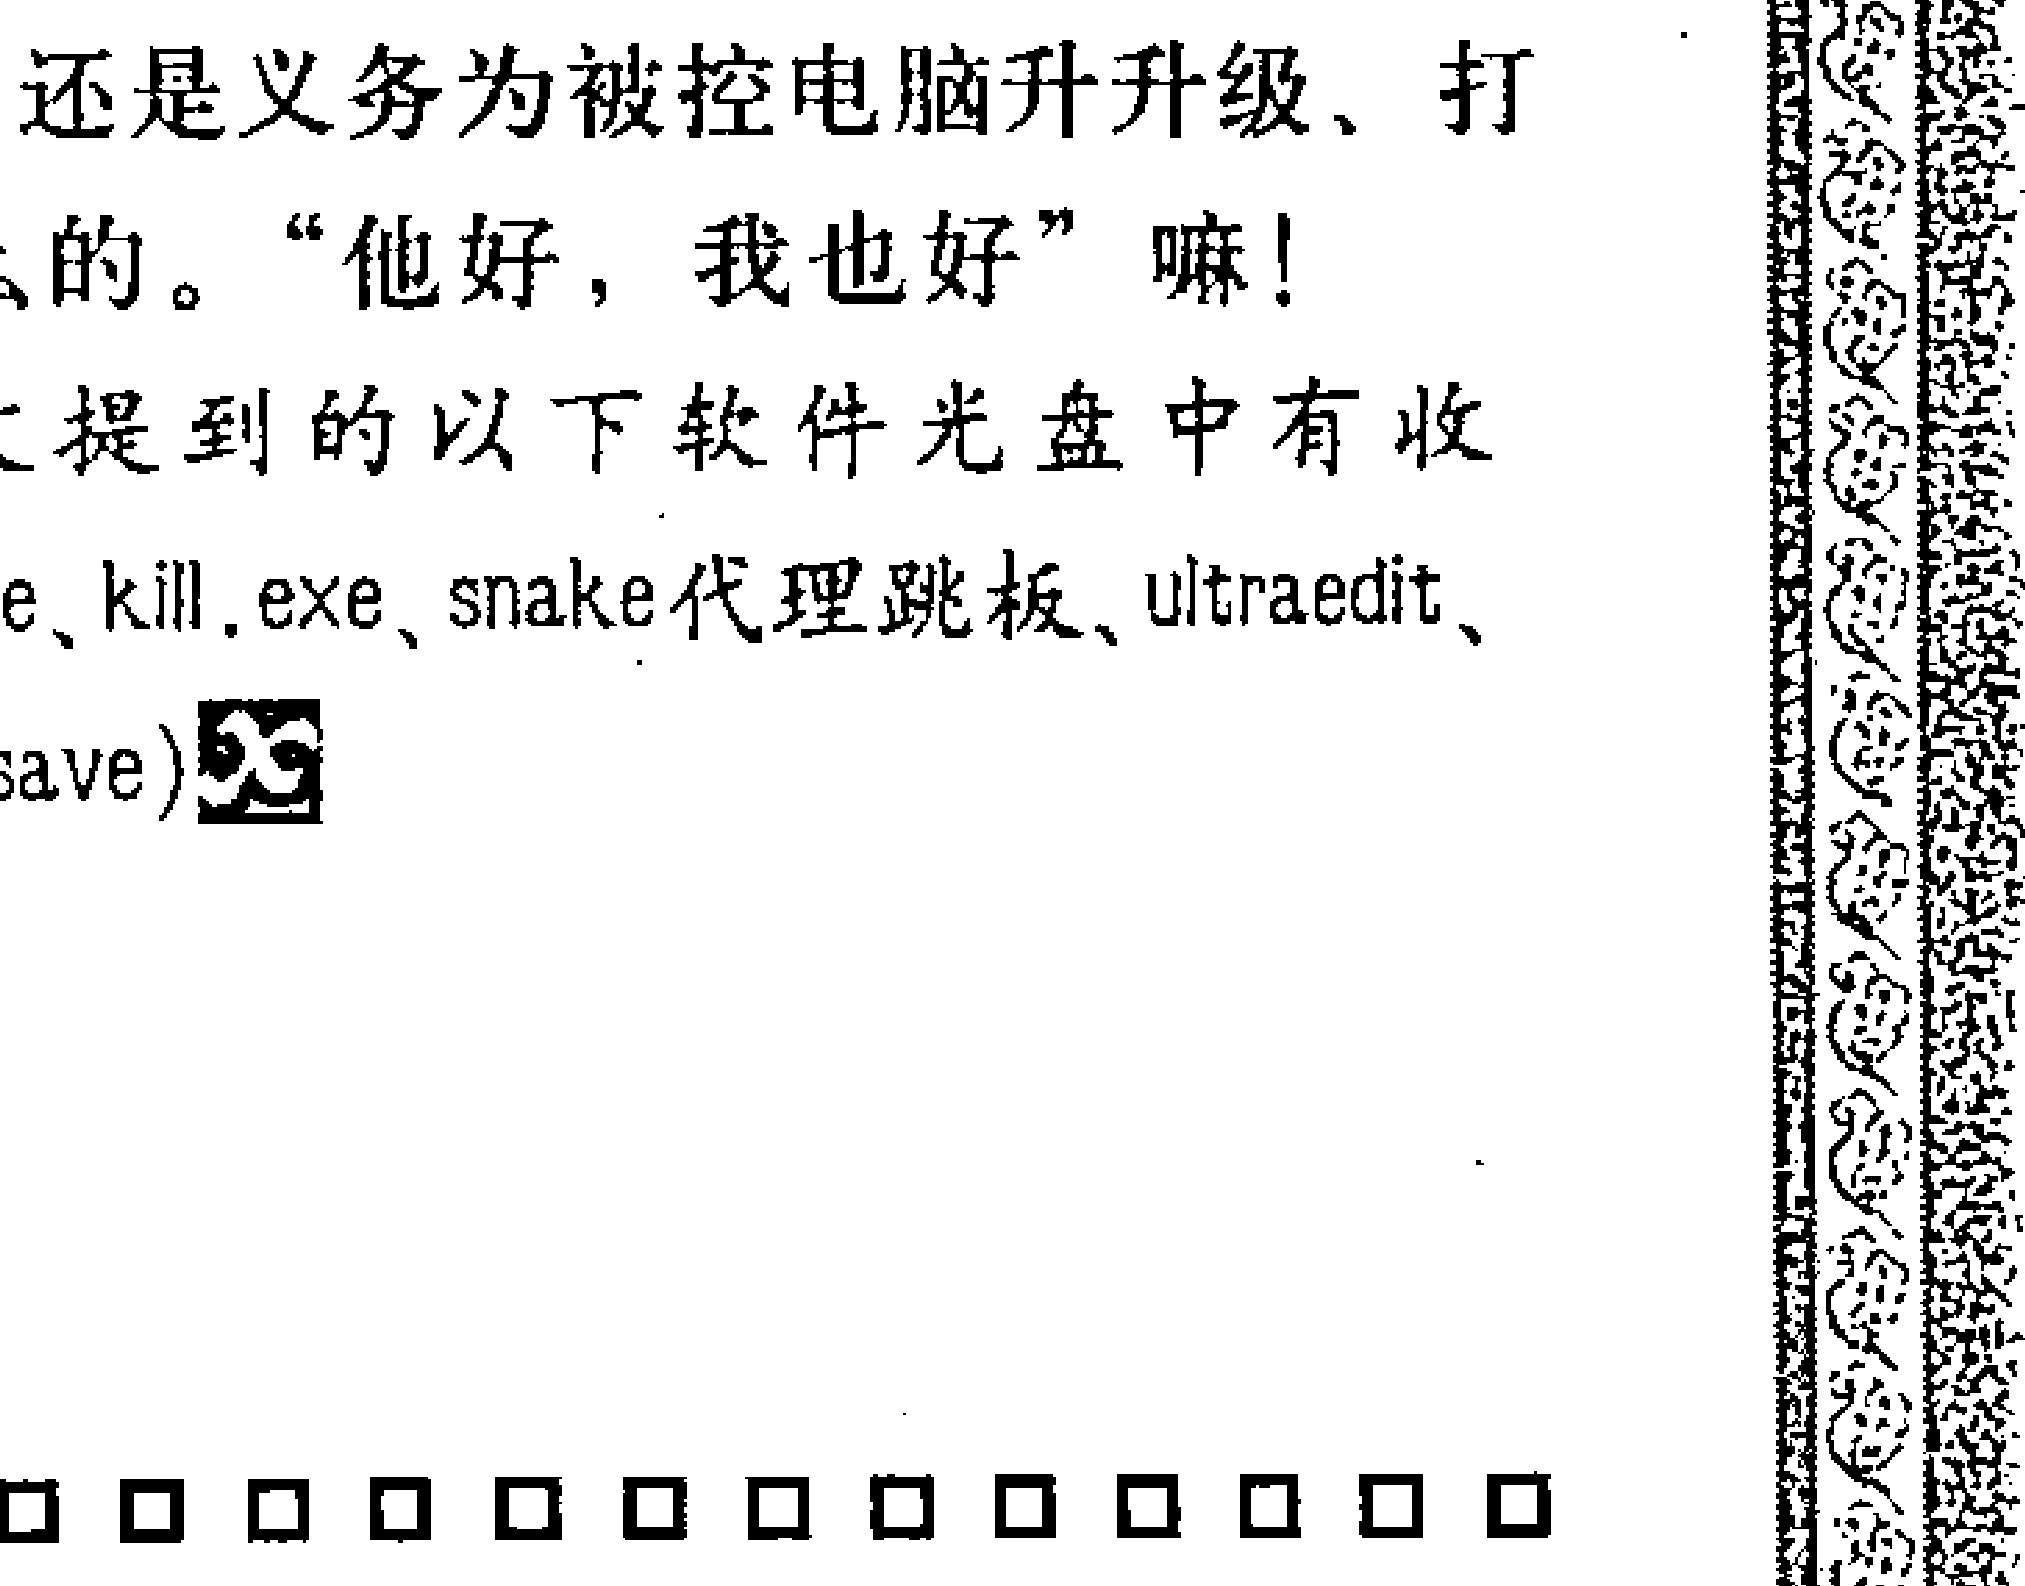 还是义务为被控电脑升升级、打
的。“他好，我也好”嘛！
提到的以下软件光盘中有收
e、kill.exe、snake代理跳板、ultraedit、
save)